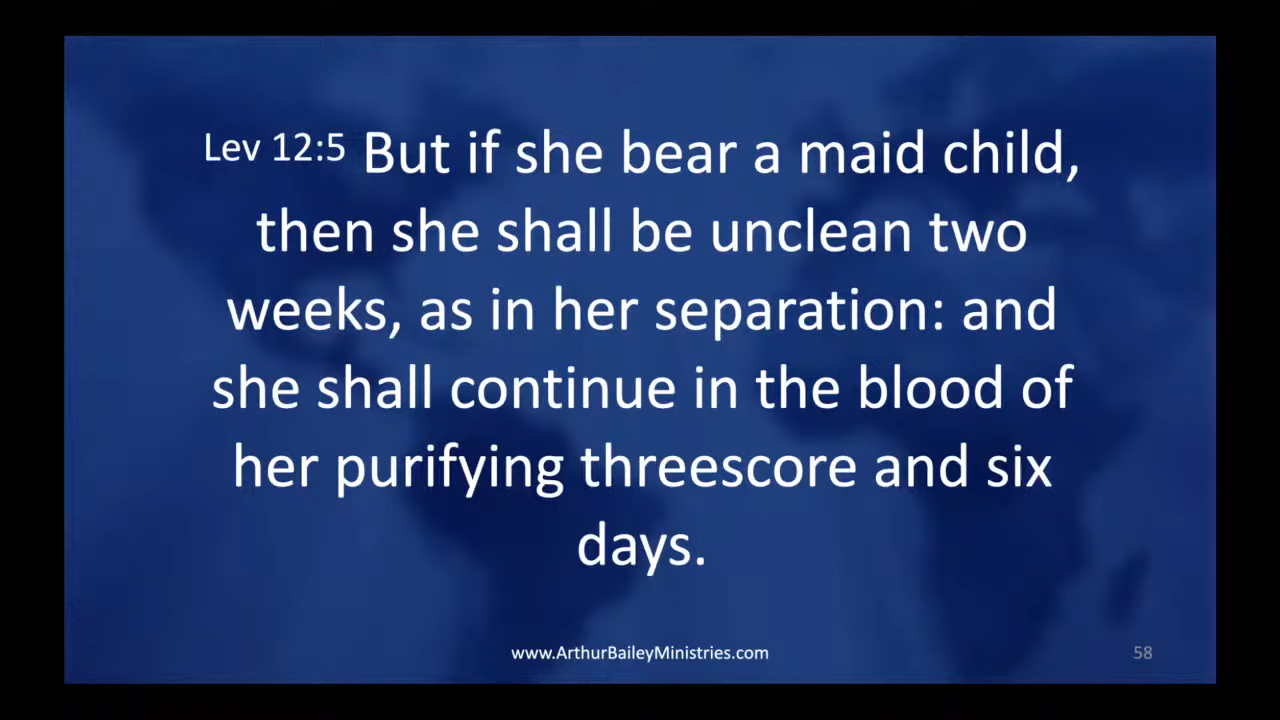 Lev 12:5 But if she bear a maid child,
then she shall be unclean two
weeks, as in her separation: and
she shall continue in the blood of
her purifying threescore and six
days.
www.ArthurBaileyMinistries.com
58